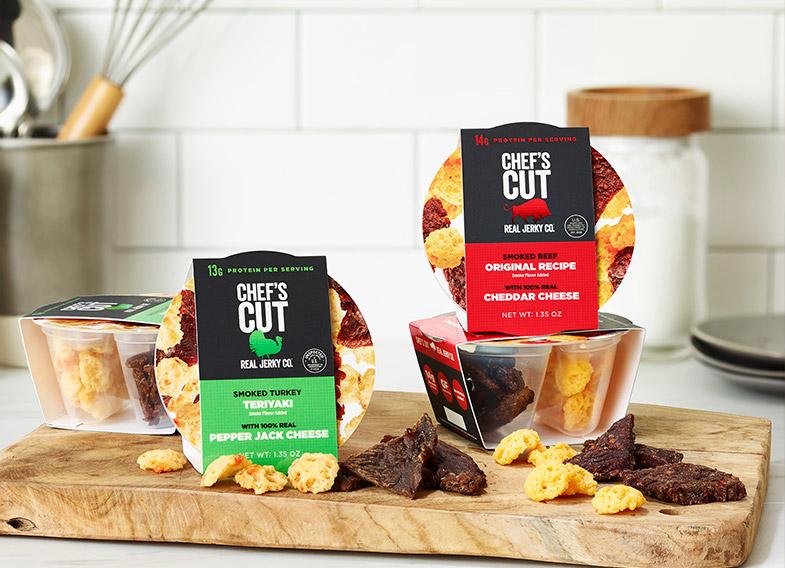 13G PROTEIN PER SERVING
CHEF'S
CUT
REAL JERKY CO.
SMOKED TURKEY
TERIYAKI
Smoke Flavor Added
WITH 100% REAL
PEPPER JACK CHEESE
NET WT: 1.35 OZ
14G PROTEIN PER SERVING
CHEF'S
CUT
REAL JERKY CO.
SMOKED BEEF
ORIGINAL RECIPE
Smoke Flavor Added
WITH 100% REAL
CHEDDAR CHEESE
NET WT: 1.35 OZ
CHEF'S
CUT